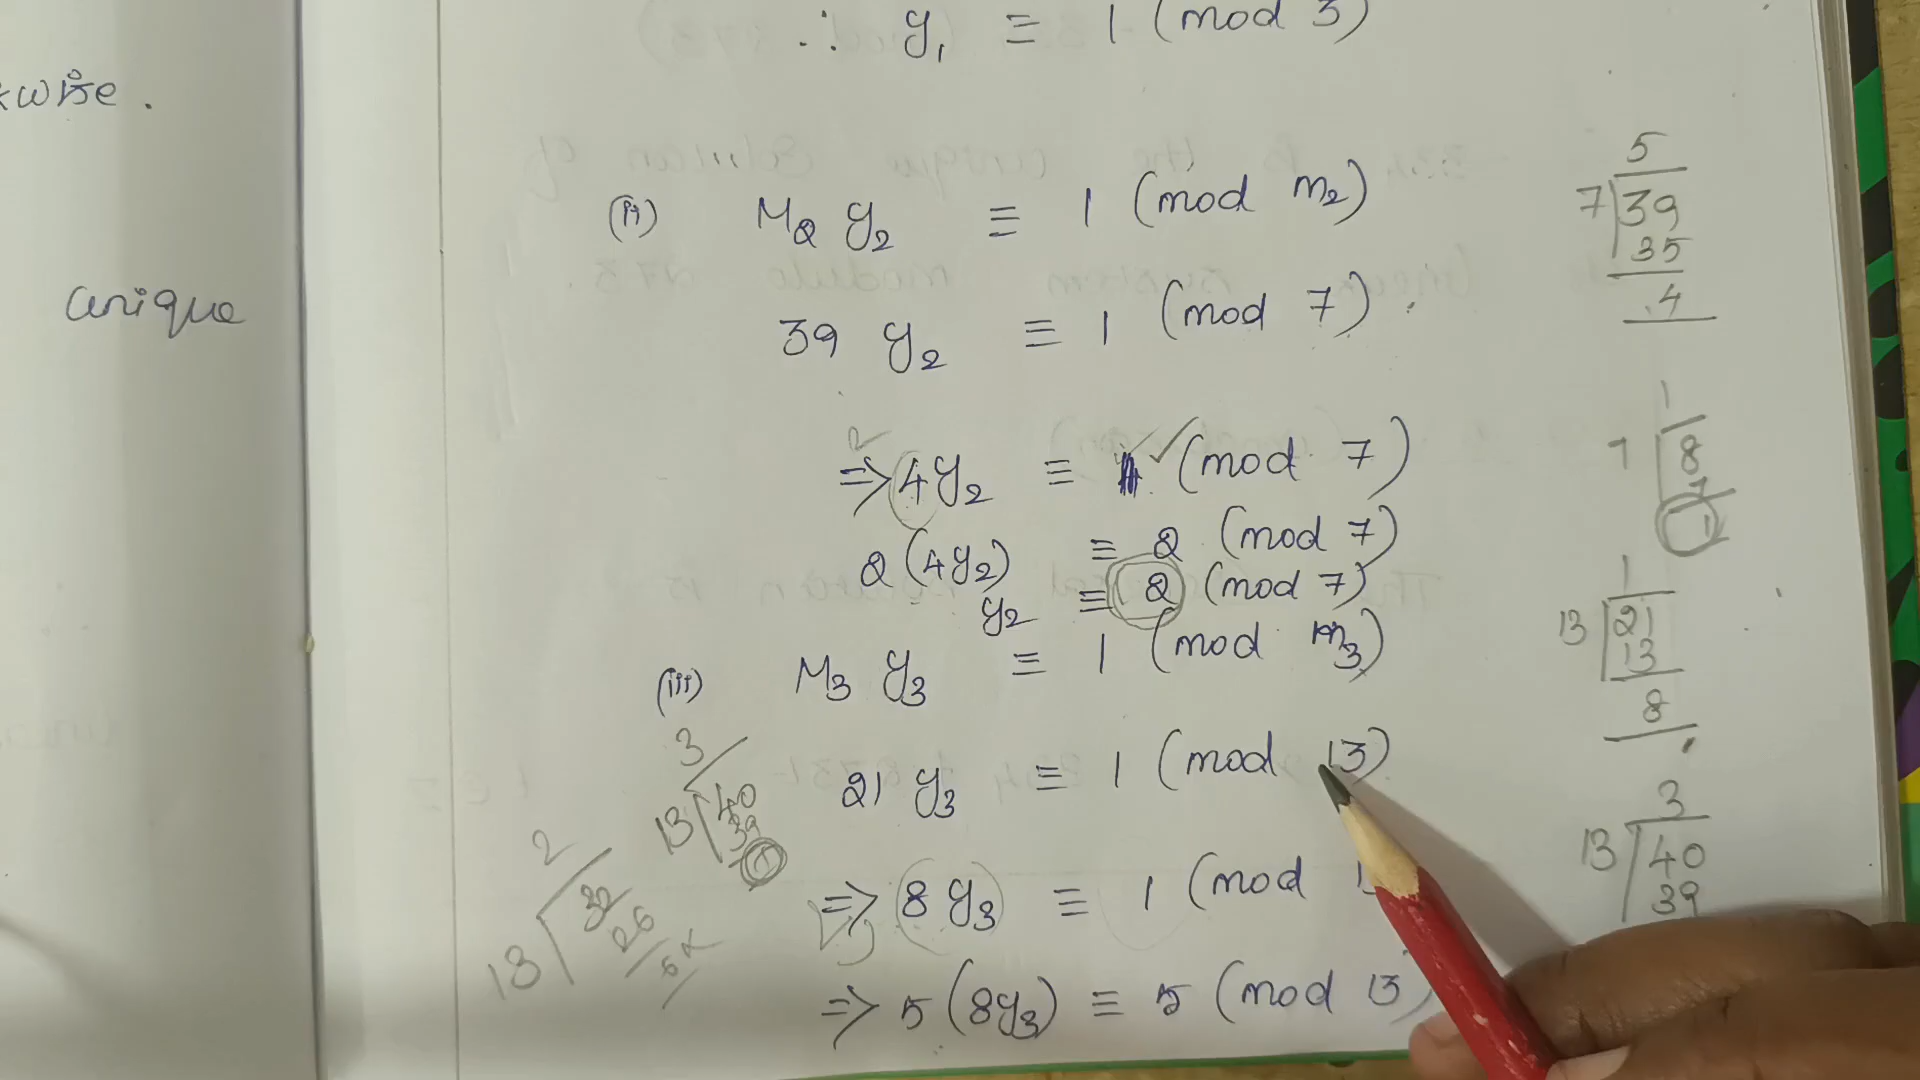 ∴ y₁ ≡ 1 (mod 3)
kwise.
unique
(ii) M₂ y₂ ≡ 1 (mod m₂)
39 y₂ ≡ 1 (mod 7).
⇒ 4y₂ ≡ 1 (mod 7)
2 (4y₂) ≡ 2 (mod 7)
y₂ ≡ 2 (mod 7)
(iii) M₃ y₃ ≡ 1 (mod m₃)
21 y₃ ≡ 1 (mod 13)
⇒ 8 y₃ ≡ 1 (mod
⇒ 5 (8y₃) ≡ 5 (mod 13)
5
7 39
35
4
1
7 8
7
1
1
13 21
13
8
3
13 40
39
3
13 40
39
1
2
13 32
26
6